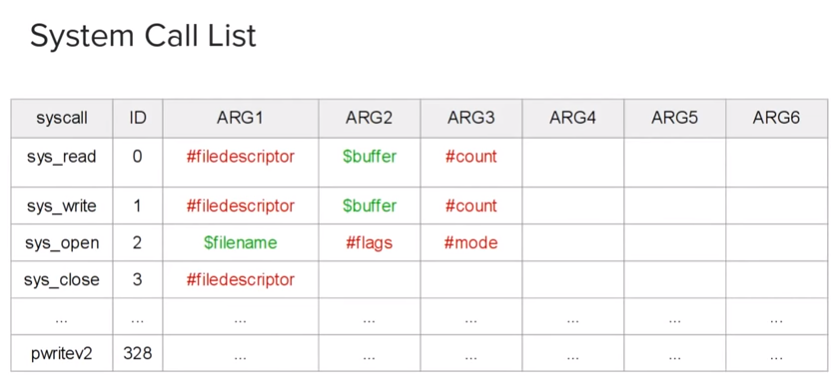 System Call List
syscall ID ARG1 ARG2 ARG3 ARG4 ARG5 ARG6
sys_read 0 #filedescriptor $buffer #count
sys_write 1 #filedescriptor $buffer #count
sys_open 2 $filename #flags #mode
sys_close 3 #filedescriptor
... ... ... ... ... ... ... ...
pwritev2 328 ... ... ... ... ... ...